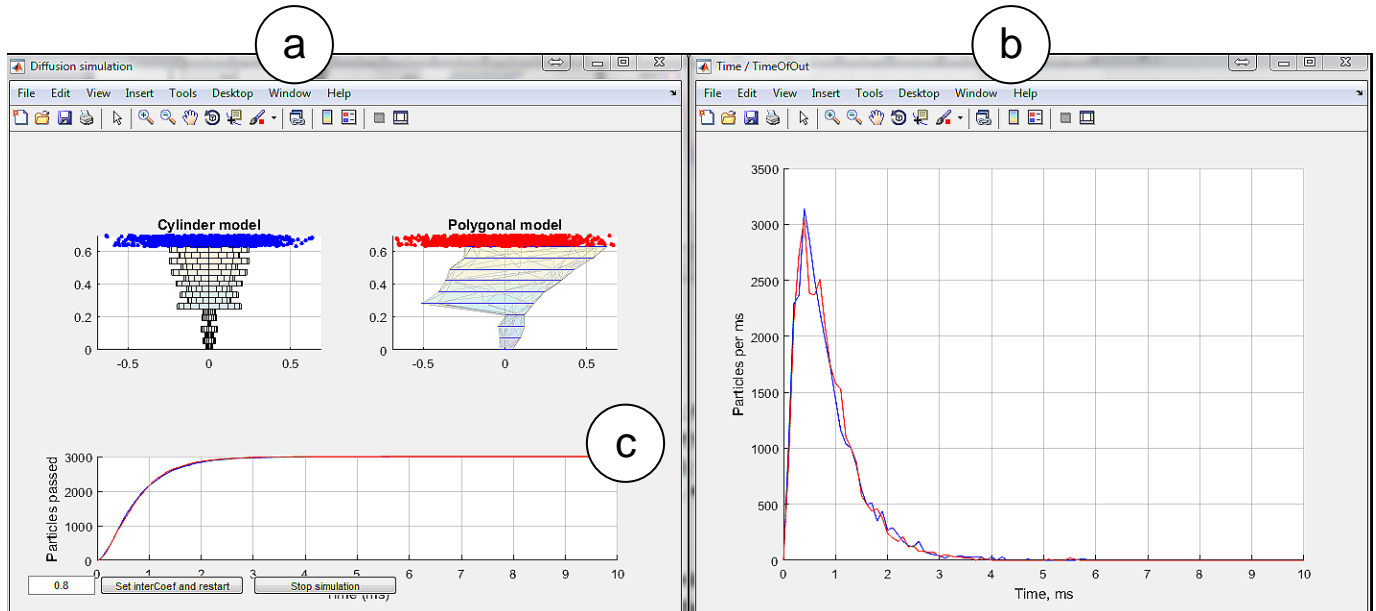 a
b
Diffusion simulation
File Edit View Insert Tools Desktop Window Help
Cylinder model
0.6
0.4
0.2
0
-0.5 0 0.5
Polygonal model
0.6
0.4
0.2
0
-0.5 0 0.5
c
Particles passed
3000
2000
1000
0
0 1 2 3 4 5 6 7 8 9 10
Time (ms)
0.8 Set interCoef and restart Stop simulation
Time / TimeOfOut
File Edit View Insert Tools Desktop Window Help
Particles per ms
3500
3000
2500
2000
1500
1000
500
0
0 1 2 3 4 5 6 7 8 9 10
Time, ms